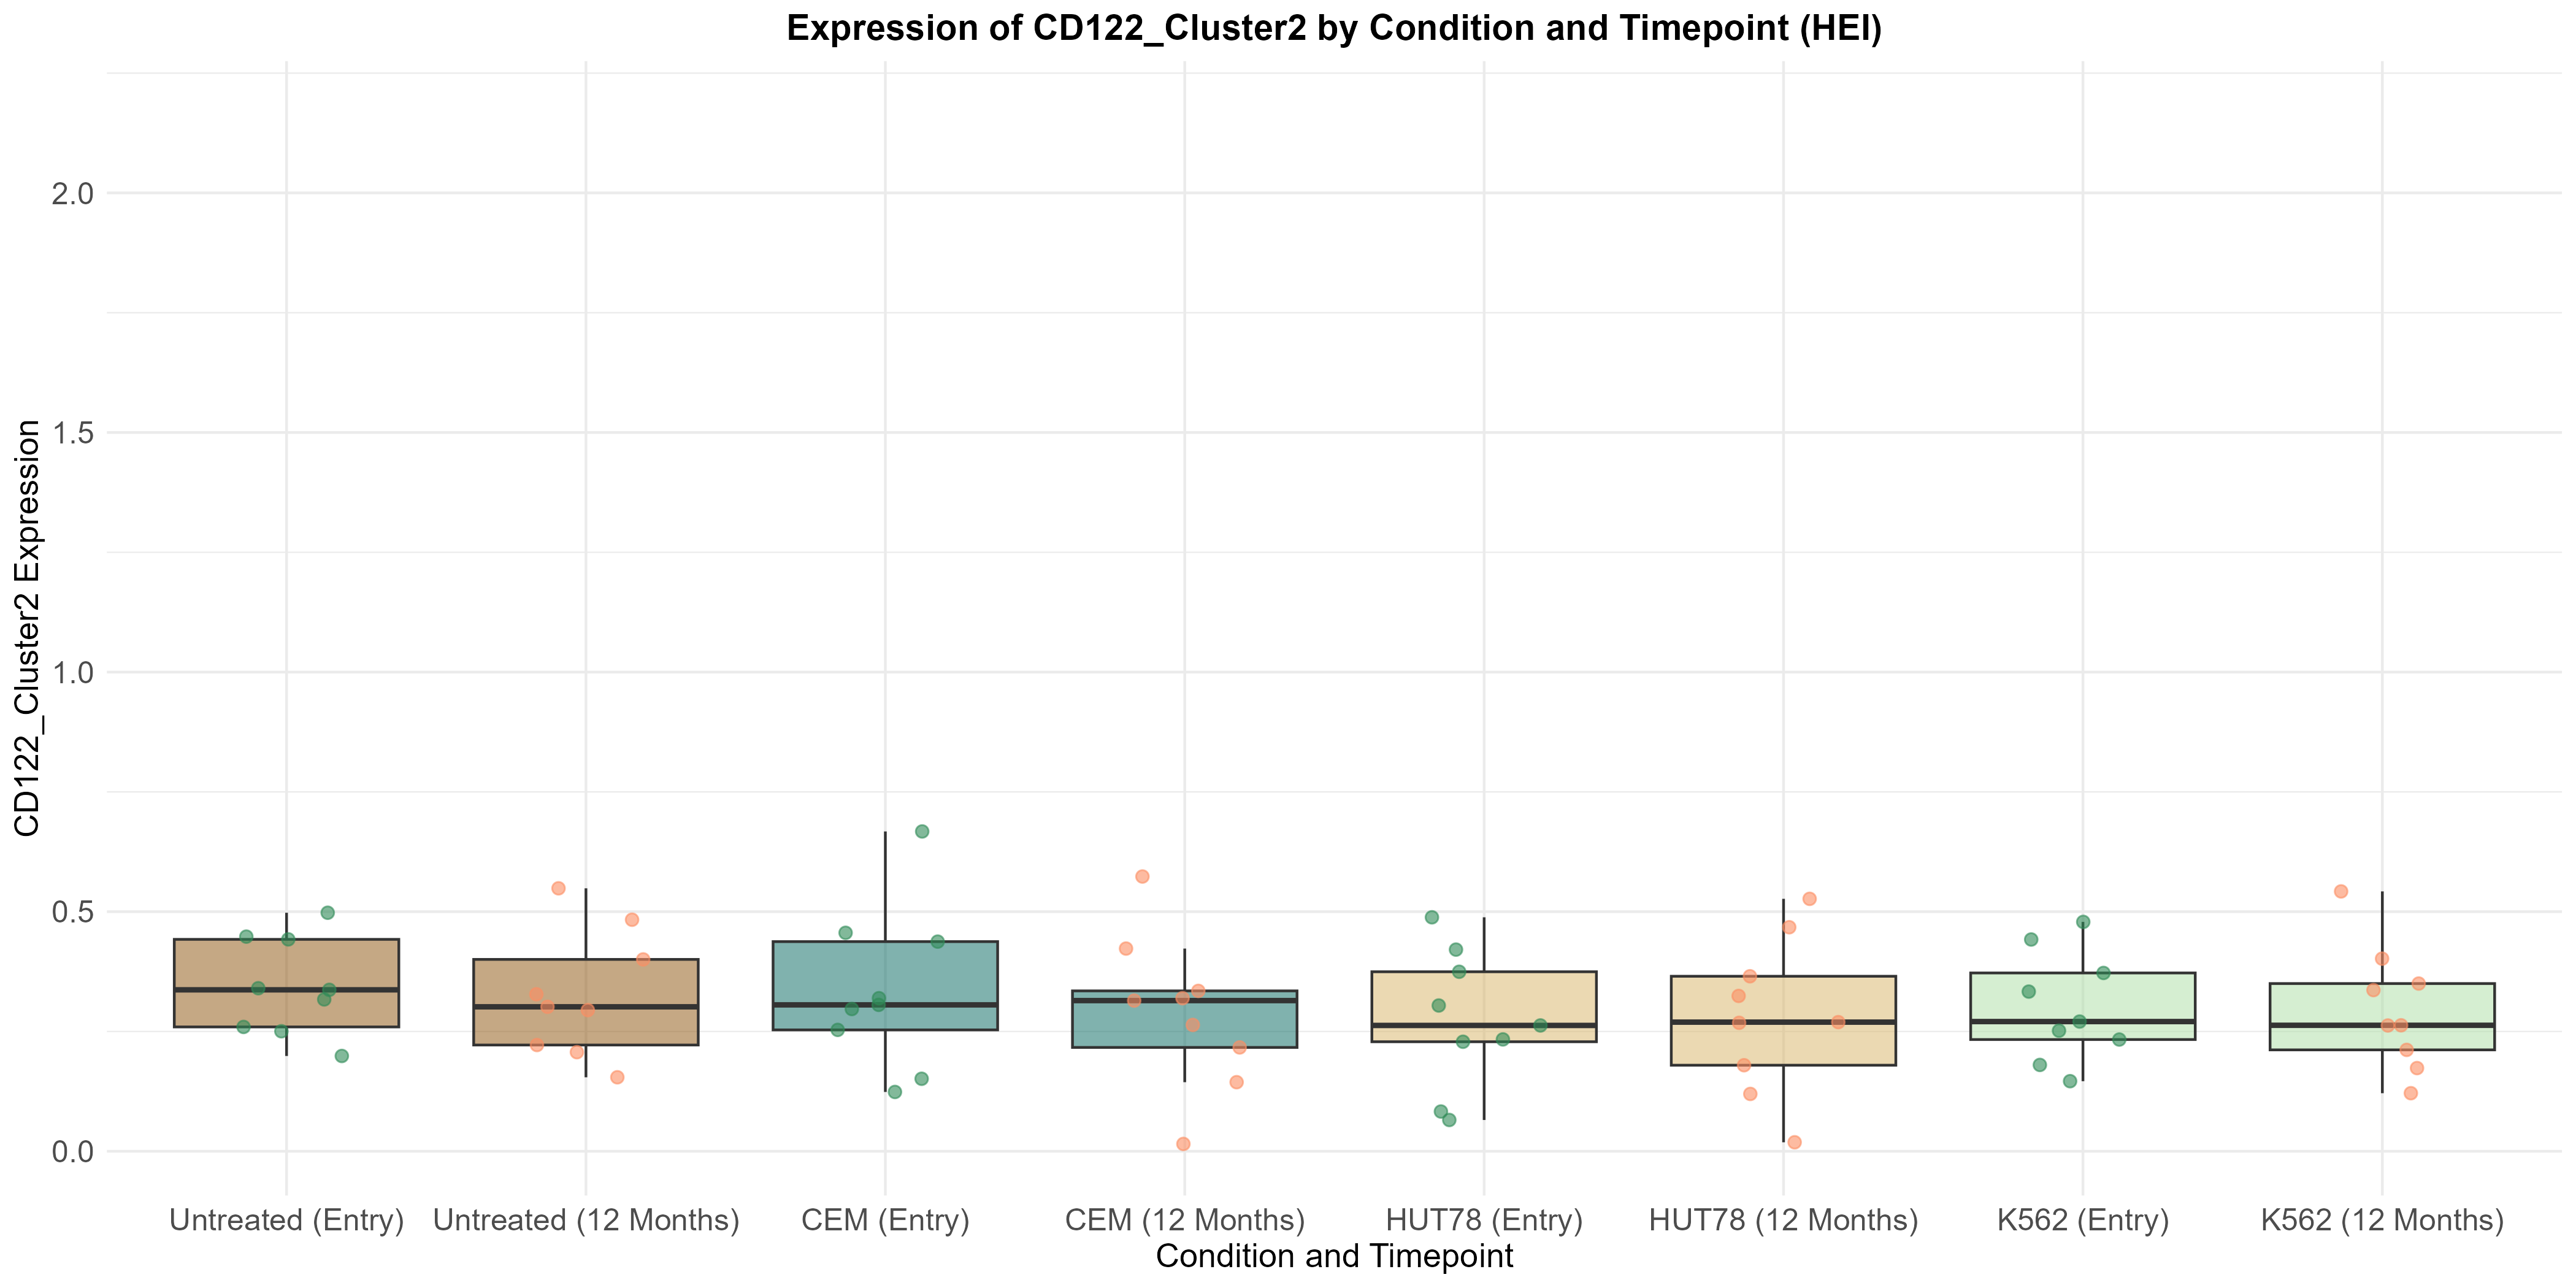 Expression of CD122_Cluster2 by Condition and Timepoint (HEI)
CD122_Cluster2 Expression
2.0
1.5
1.0
0.5
0.0
Untreated (Entry) Untreated (12 Months) CEM (Entry) CEM (12 Months) HUT78 (Entry) HUT78 (12 Months) K562 (Entry) K562 (12 Months)
Condition and Timepoint